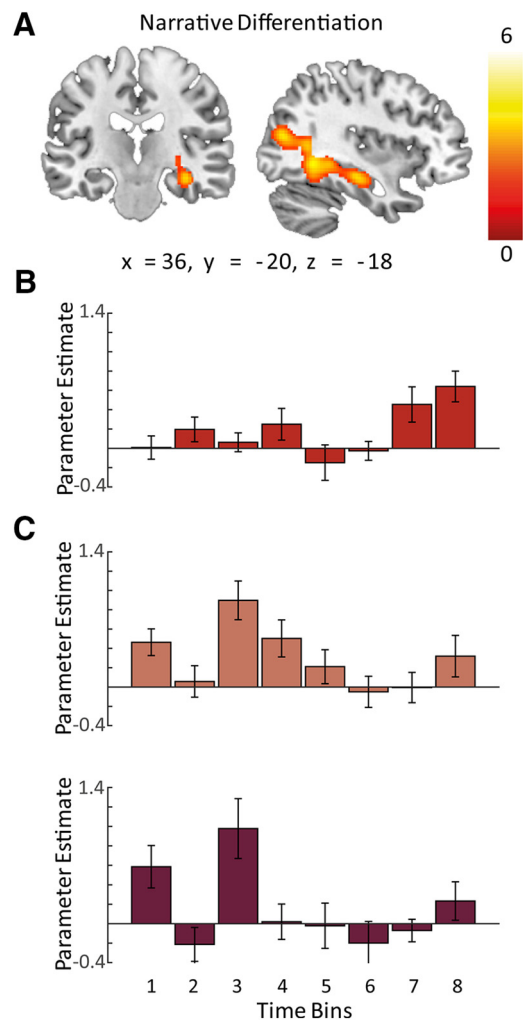 A
Narrative Differentiation
6
0
x = 36, y = -20, z = -18
B
Parameter Estimate
1.4
-0.4
C
Parameter Estimate
1.4
-0.4
Parameter Estimate
1.4
-0.4
1 2 3 4 5 6 7 8
Time Bins